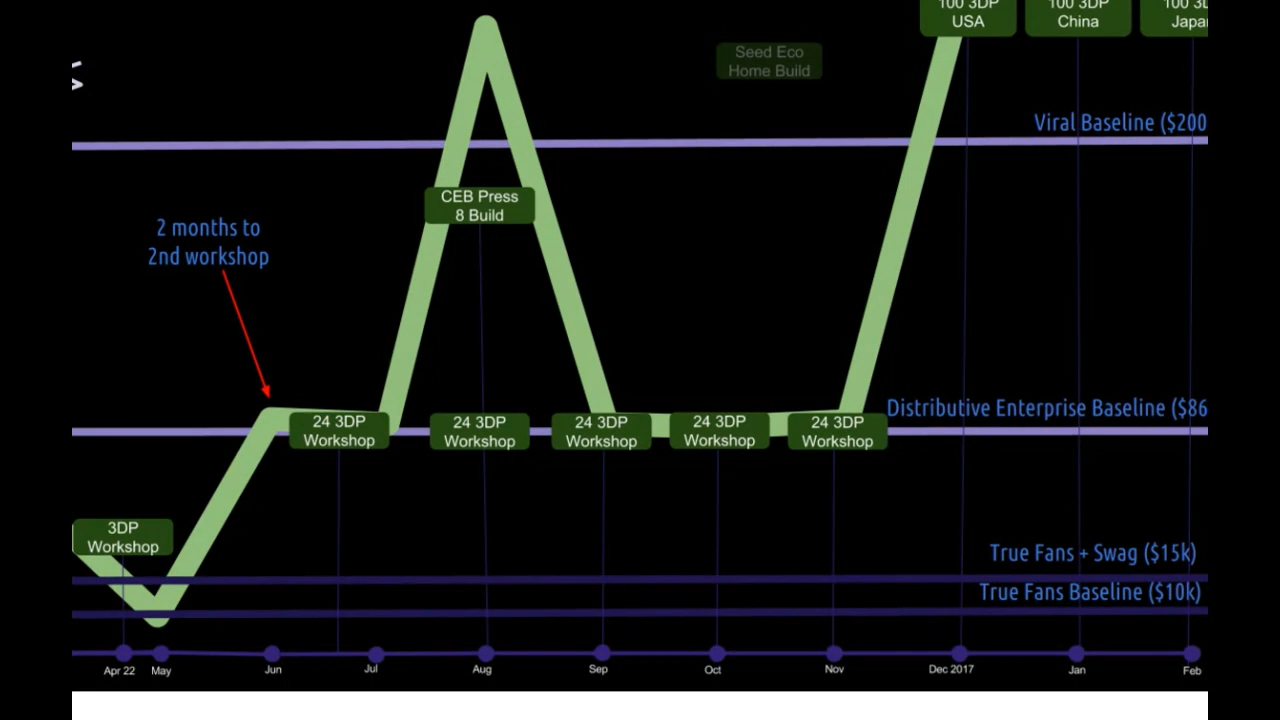 100 3DP
USA
100 3DP
China
Seed Eco
Home Build
Viral Baseline ($200
CEB Press
8 Build
2 months to
2nd workshop
Distributive Enterprise Baseline ($86
24 3DP
Workshop
24 3DP
Workshop
24 3DP
Workshop
24 3DP
Workshop
24 3DP
Workshop
3DP
Workshop
True Fans + Swag ($15k)
True Fans Baseline ($10k)
Apr 22
May
Jun
Jul
Aug
Sep
Oct
Nov
Dec 2017
Jan
Feb